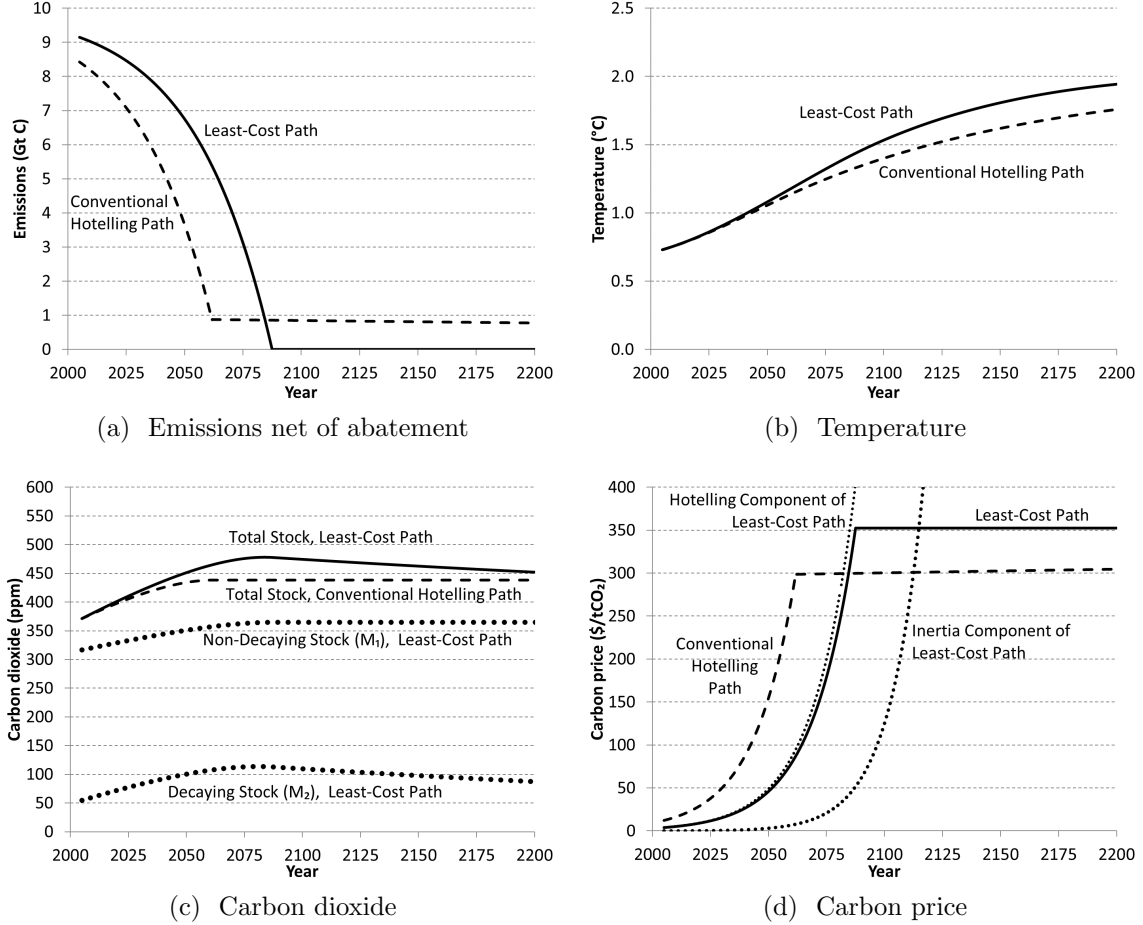 10
9
8
7
6
5
4
3
2
1
0
Emissions (Gt C)
Least-Cost Path
Conventional
Hotelling Path
2000 2025 2050 2075 2100 2125 2150 2175 2200
Year
(a) Emissions net of abatement
2.5
2.0
1.5
1.0
0.5
0.0
Temperature (°C)
Least-Cost Path
Conventional Hotelling Path
2000 2025 2050 2075 2100 2125 2150 2175 2200
Year
(b) Temperature
600
550
500
450
400
350
300
250
200
150
100
50
0
Carbon dioxide (ppm)
Total Stock, Least-Cost Path
Total Stock, Conventional Hotelling Path
Non-Decaying Stock (M₁), Least-Cost Path
Decaying Stock (M₂), Least-Cost Path
2000 2025 2050 2075 2100 2125 2150 2175 2200
Year
(c) Carbon dioxide
400
350
300
250
200
150
100
50
0
Carbon price ($/tCO₂)
Hotelling Component of
Least-Cost Path
Least-Cost Path
Conventional
Hotelling
Path
Inertia Component of
Least-Cost Path
2000 2025 2050 2075 2100 2125 2150 2175 2200
Year
(d) Carbon price